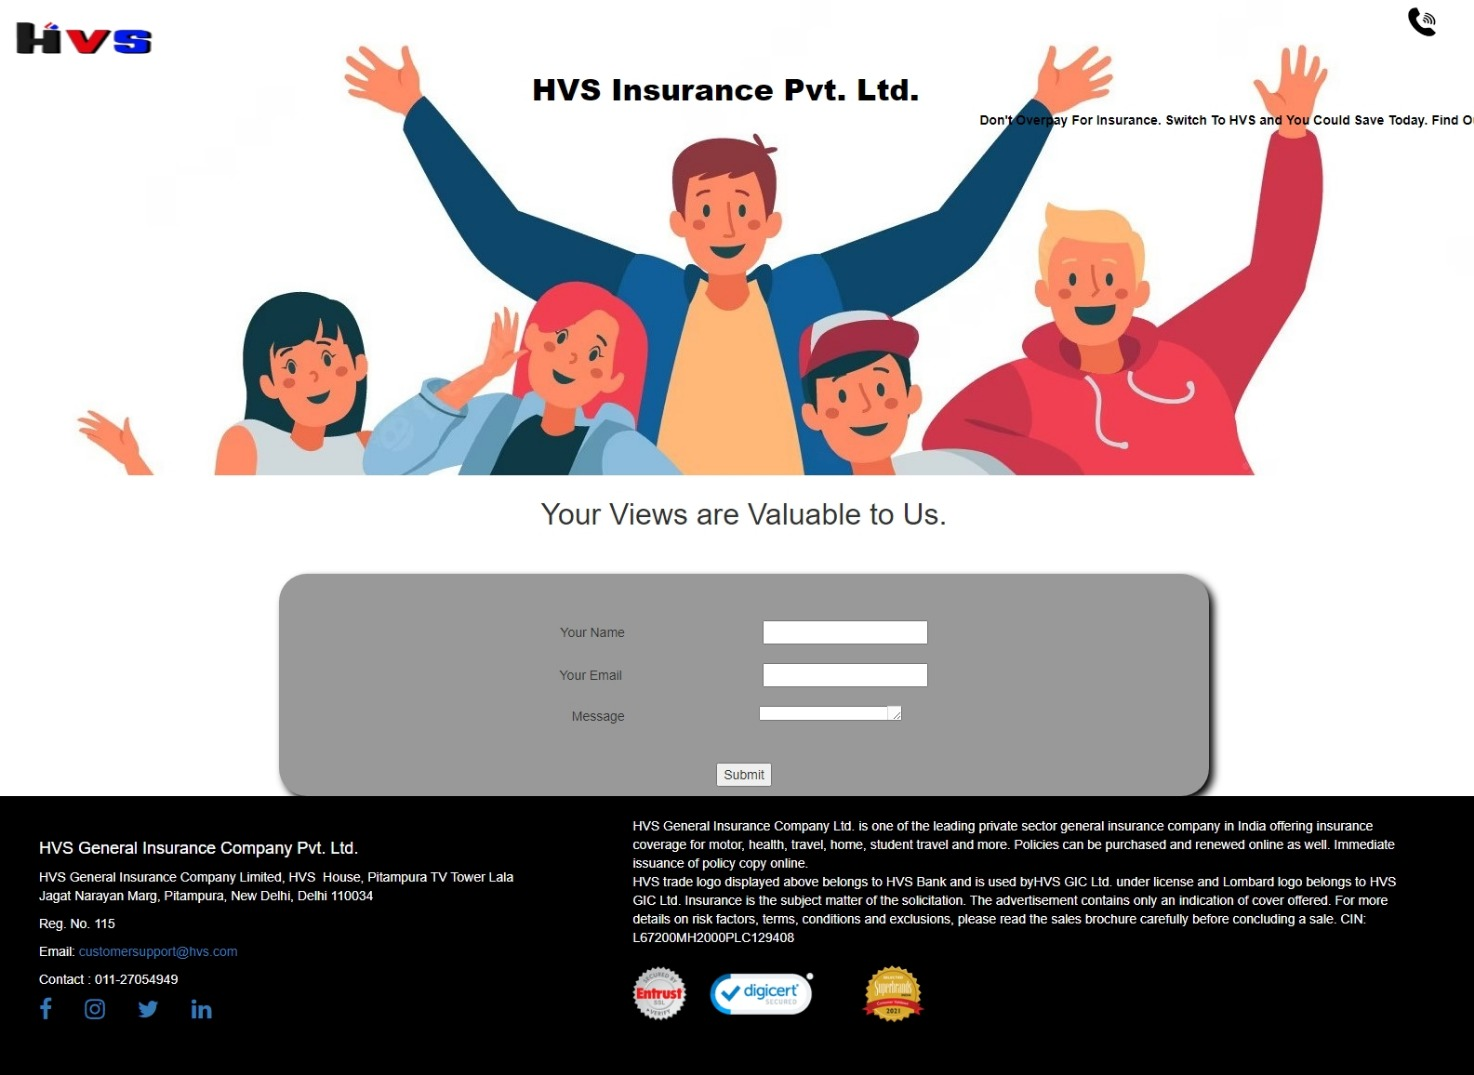 HVS
HVS Insurance Pvt. Ltd.
Don't Overpay For Insurance. Switch To HVS and You Could Save Today. Find
Your Views are Valuable to Us.
Your Name
Your Email
Message
Submit
HVS General Insurance Company Pvt. Ltd.
HVS General Insurance Company Limited, HVS House, Pitampura TV Tower Lala
Jagat Narayan Marg, Pitampura, New Delhi, Delhi 110034
Reg. No. 115
Email: customersupport@hvs.com
Contact : 011-27054949
HVS General Insurance Company Ltd. is one of the leading private sector general insurance company in India offering insurance
coverage for motor, health, travel, home, student travel and more. Policies can be purchased and renewed online as well. Immediate
issuance of policy copy online.
HVS trade logo displayed above belongs to HVS Bank and is used byHVS GIC Ltd. under license and Lombard logo belongs to HVS
GIC Ltd. Insurance is the subject matter of the solicitation. The advertisement contains only an indication of cover offered. For more
details on risk factors, terms, conditions and exclusions, please read the sales brochure carefully before concluding a sale. CIN:
L67200MH2000PLC129408
SECURED BY
Entrust
SSL
VERIFY
digicert
SECURED
Superbrands
2021